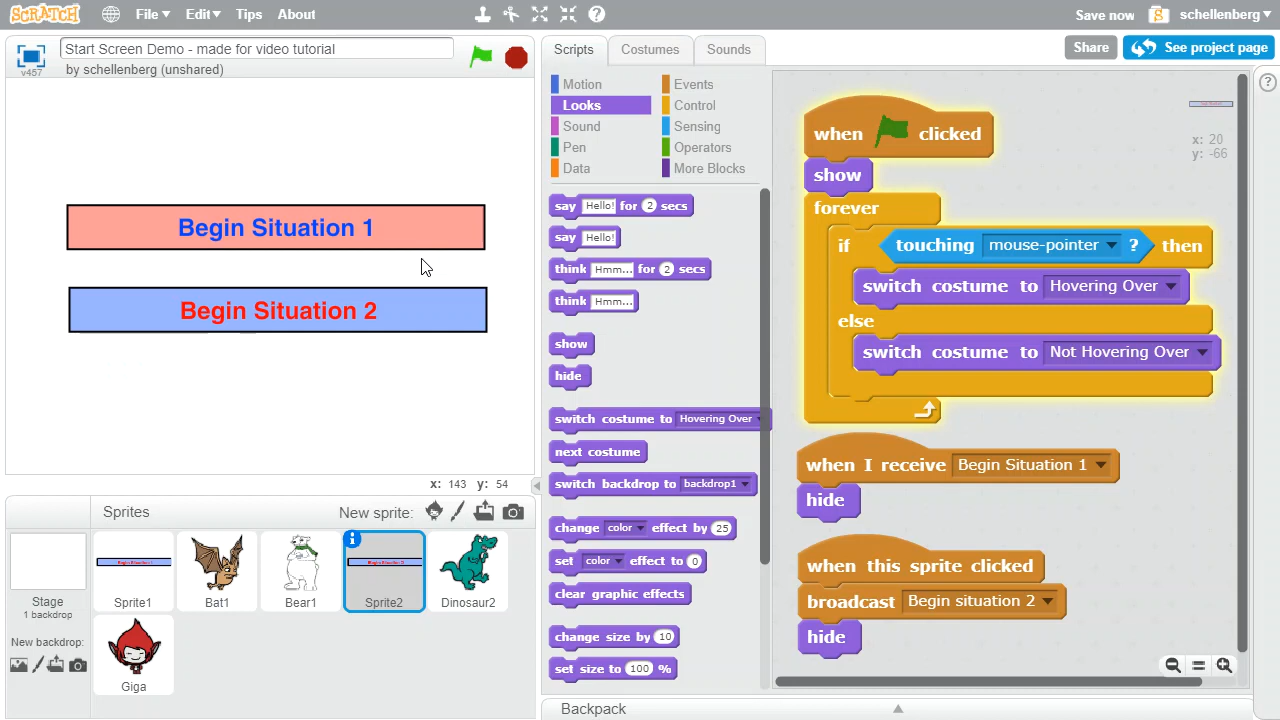 SCRATCH
File
Edit
Tips
About
Save now
schellenberg
v457
Start Screen Demo - made for video tutorial
by schellenberg (unshared)
Scripts
Costumes
Sounds
Share
See project page
?
Begin Situation 1
Begin Situation 2
x: 143 y: 54
Motion
Looks
Sound
Pen
Data
Events
Control
Sensing
Operators
More Blocks
say Hello! for 2 secs
say Hello!
think Hmm... for 2 secs
think Hmm...
show
hide
switch costume to Hovering Over
next costume
switch backdrop to backdrop1
change color effect by 25
set color effect to 0
clear graphic effects
change size by 10
set size to 100 %
x: 20
y: -66
when clicked
show
forever
if touching mouse-pointer ? then
switch costume to Hovering Over
else
switch costume to Not Hovering Over
when I receive Begin Situation 1
hide
when this sprite clicked
broadcast Begin situation 2
hide
Sprites
New sprite:
Stage
1 backdrop
New backdrop:
Begin Situation 1
Sprite1
Bat1
Bear1
Begin Situation 2
Sprite2
Dinosaur2
Giga
Backpack